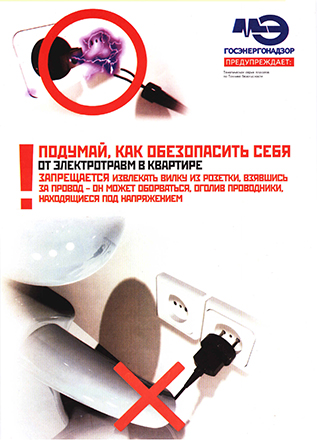 ГОСЭНЕРГОНАДЗОР
ПРЕДУПРЕЖДАЕТ:
! ПОДУМАЙ, КАК ОБЕЗОПАСИТЬ СЕБЯ
ОТ ЭЛЕКТРОТРАВМ В КВАРТИРЕ
ЗАПРЕЩАЕТСЯ ИЗВЛЕКАТЬ ВИЛКУ ИЗ РОЗЕТКИ, ВЗЯВШИСЬ
ЗА ПРОВОД – ОН МОЖЕТ ОБОРВАТЬСЯ, ОГОЛИВ ПРОВОДНИКИ,
НАХОДЯЩИЕСЯ ПОД НАПРЯЖЕНИЕМ